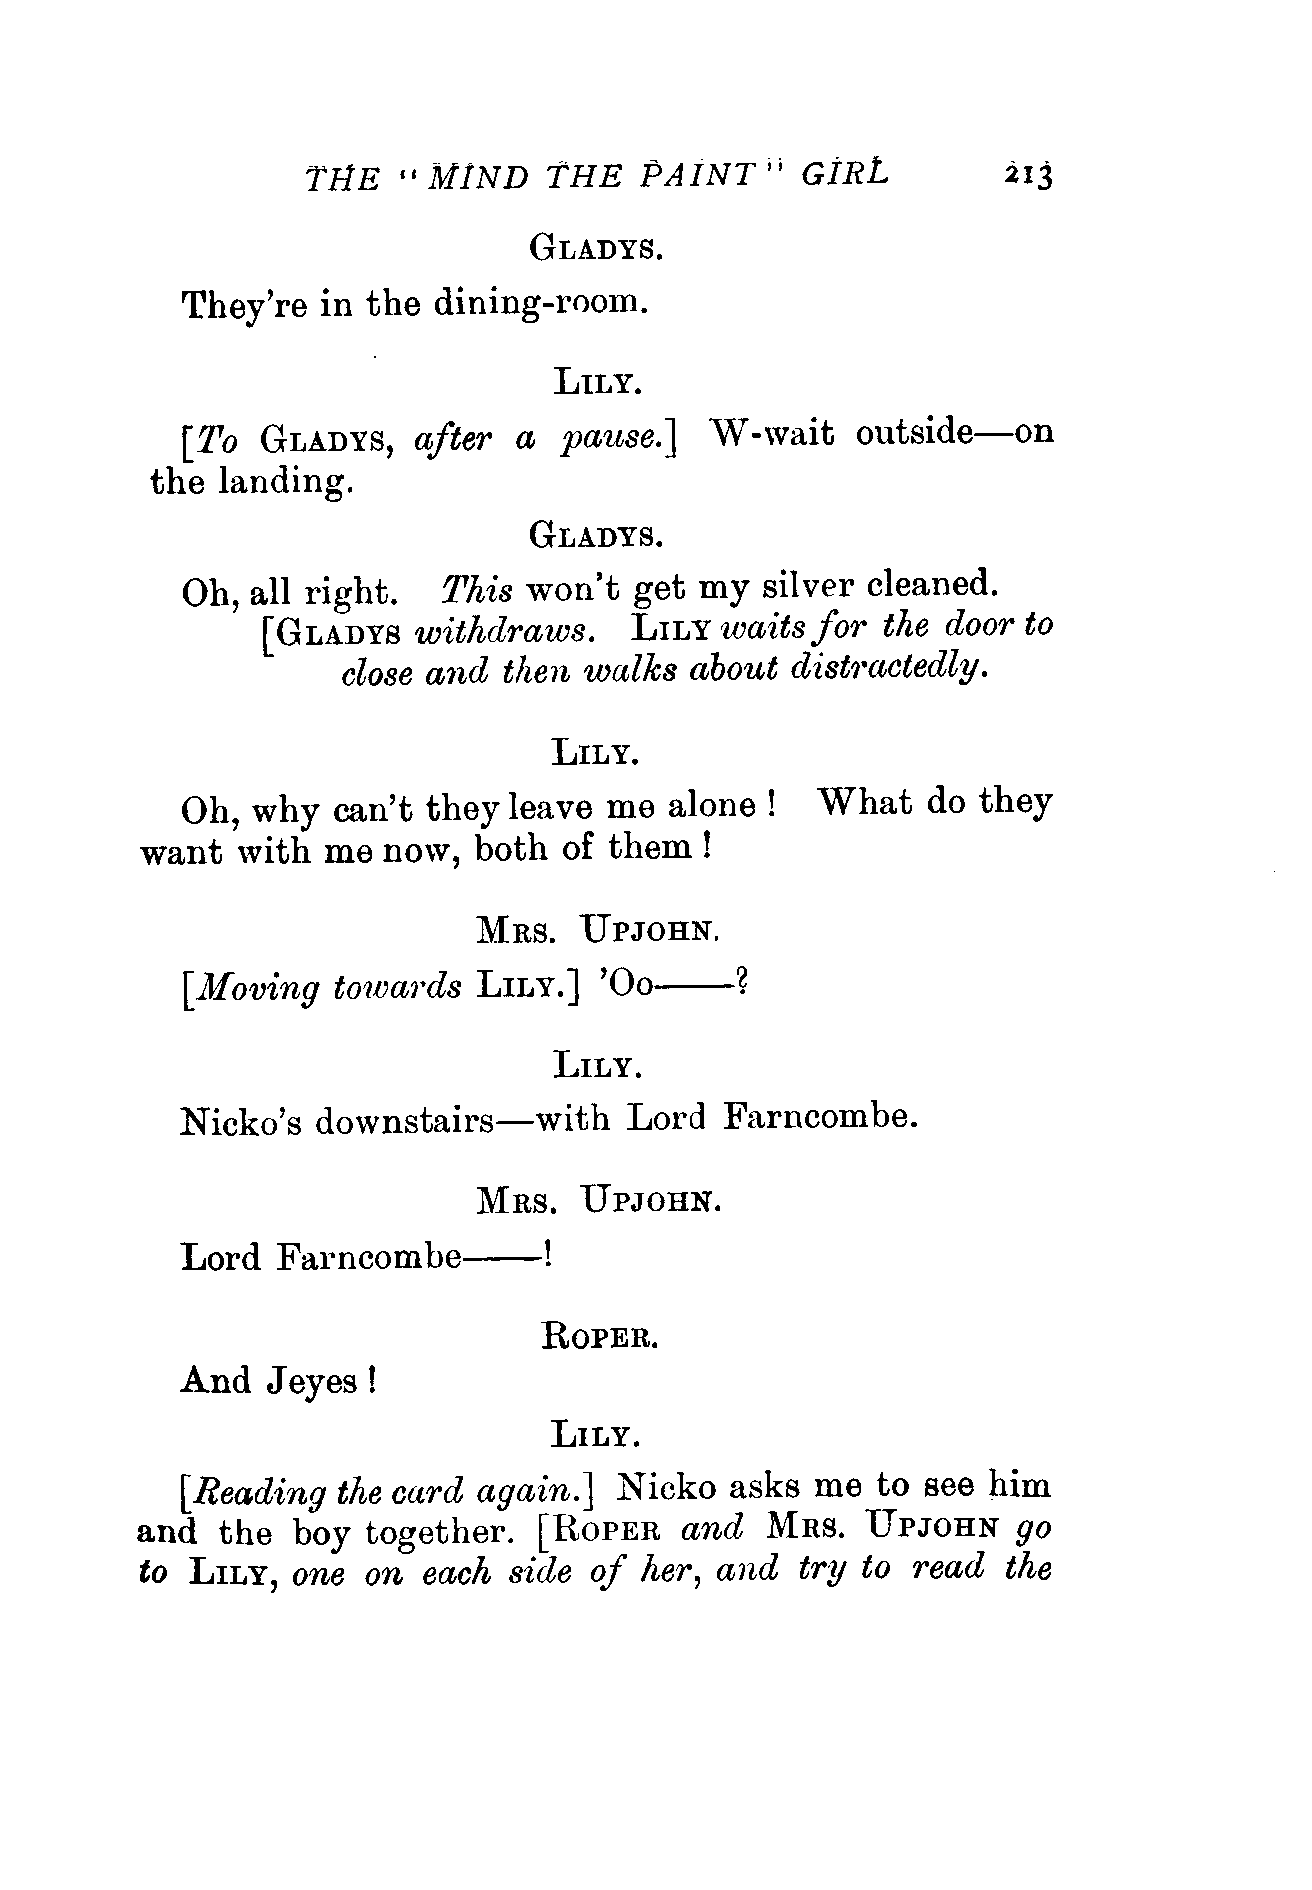 THE "MIND THE PAINT" GIRL 213
GLADYS.
They're in the dining-room.
LILY.
[To GLADYS, after a pause.] W-wait outside—on
the landing.
GLADYS.
Oh, all right. This won't get my silver cleaned.
[GLADYS withdraws. LILY waits for the door to
close and then walks about distractedly.
LILY.
Oh, why can't they leave me alone! What do they
want with me now, both of them!
MRS. UPJOHN.
[Moving towards LILY.] 'Oo——?
LILY.
Nicko's downstairs—with Lord Farncombe.
MRS. UPJOHN.
Lord Farncombe——!
ROPER.
And Jeyes!
LILY.
[Reading the card again.] Nicko asks me to see him
and the boy together. [ROPER and MRS. UPJOHN go
to LILY, one on each side of her, and try to read the